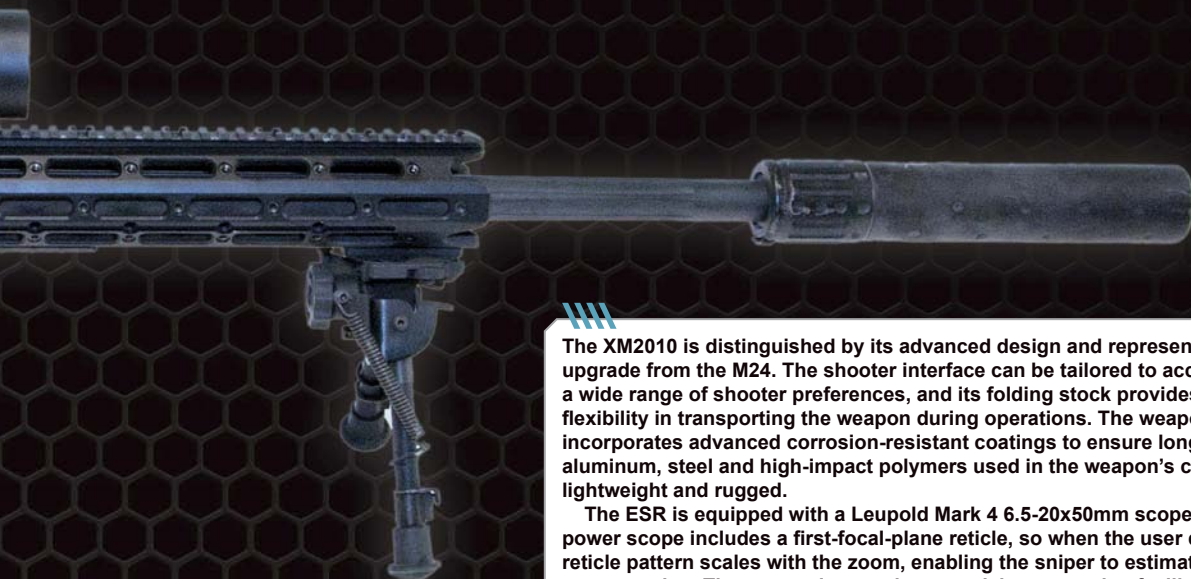 The XM2010 is distinguished by its advanced design and represen
upgrade from the M24. The shooter interface can be tailored to acc
a wide range of shooter preferences, and its folding stock provides
flexibility in transporting the weapon during operations. The weapo
incorporates advanced corrosion-resistant coatings to ensure long
aluminum, steel and high-impact polymers used in the weapon's c
lightweight and rugged.
The ESR is equipped with a Leupold Mark 4 6.5-20x50mm scope
power scope includes a first-focal-plane reticle, so when the user c
reticle pattern scales with the zoom, enabling the sniper to estimat